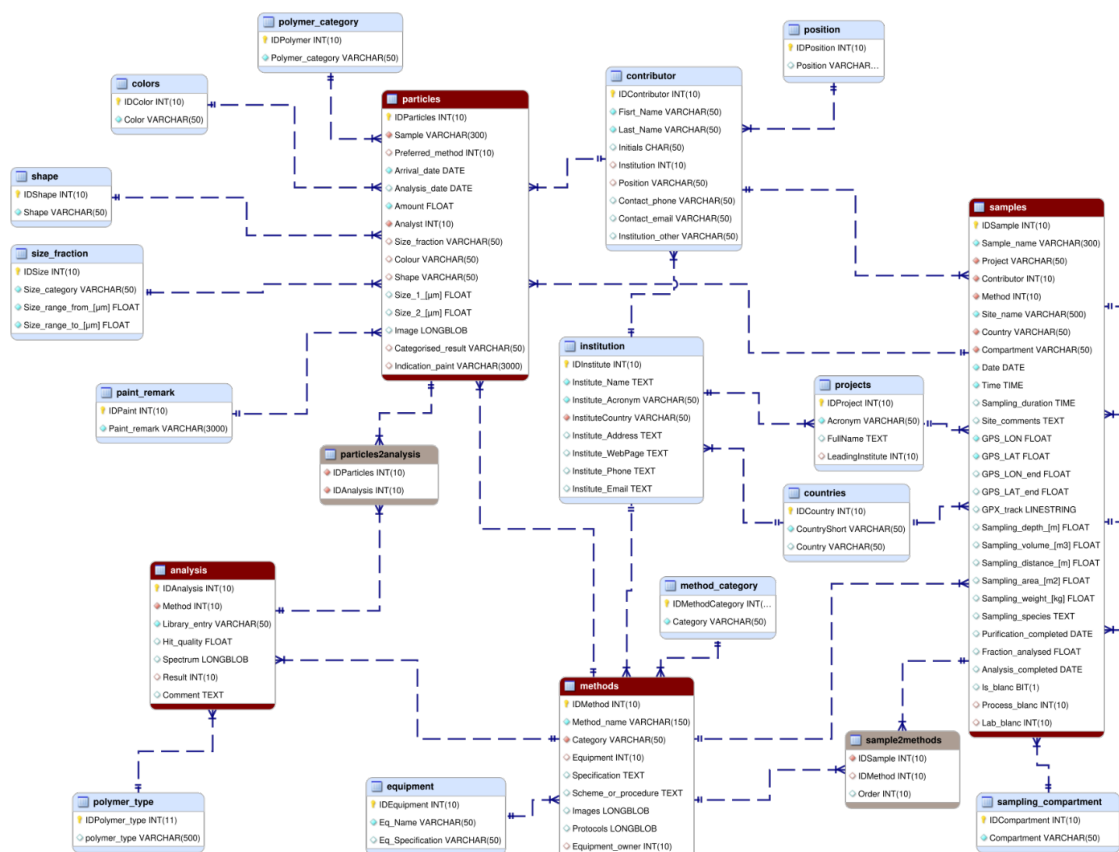 polymer_category
IDPolymer INT(10)
Polymer_category VARCHAR(50)
position
IDPosition INT(10)
Position VARCHAR...
colors
IDColor INT(10)
Color VARCHAR(50)
particles
IDParticles INT(10)
Sample VARCHAR(300)
Preferred_method INT(10)
Arrival_date DATE
Analysis_date DATE
Amount FLOAT
Analyst INT(10)
Size_fraction VARCHAR(50)
Colour VARCHAR(50)
Shape VARCHAR(50)
Size_1_[µm] FLOAT
Size_2_[µm] FLOAT
Image LONGBLOB
Categorised_result VARCHAR(50)
Indication_paint VARCHAR(3000)
contributor
IDContributor INT(10)
Fisrt_Name VARCHAR(50)
Last_Name VARCHAR(50)
Initials CHAR(50)
Institution INT(10)
Position VARCHAR(50)
Contact_phone VARCHAR(50)
Contact_email VARCHAR(50)
Institution_other VARCHAR(50)
shape
IDShape INT(10)
Shape VARCHAR(50)
size_fraction
IDSize INT(10)
Size_category VARCHAR(50)
Size_range_from_[µm] FLOAT
Size_range_to_[µm] FLOAT
samples
IDSample INT(10)
Sample_name VARCHAR(300)
Project VARCHAR(50)
Contributor INT(10)
Method INT(10)
Site_name VARCHAR(500)
Country VARCHAR(50)
Compartment VARCHAR(50)
Date DATE
Time TIME
Sampling_duration TIME
Site_comments TEXT
GPS_LON FLOAT
GPS_LAT FLOAT
GPS_LON_end FLOAT
GPS_LAT_end FLOAT
GPX_track LINESTRING
Sampling_depth_[m] FLOAT
Sampling_volume_[m3] FLOAT
Sampling_distance_[m] FLOAT
Sampling_area_[m2] FLOAT
Sampling_weight_[kg] FLOAT
Sampling_species TEXT
Purification_completed DATE
Fraction_analysed FLOAT
Analysis_completed DATE
Is_blanc BIT(1)
Process_blanc INT(10)
Lab_blanc INT(10)
institution
IDInstitute INT(10)
Institute_Name TEXT
Institute_Acronym VARCHAR(50)
InstituteCountry VARCHAR(50)
Institute_Address TEXT
Institute_WebPage TEXT
Institute_Phone TEXT
Institute_Email TEXT
projects
IDProject INT(10)
Acronym VARCHAR(50)
FullName TEXT
LeadingInstitute INT(10)
paint_remark
IDPaint INT(10)
Paint_remark VARCHAR(3000)
particles2analysis
IDParticles INT(10)
IDAnalysis INT(10)
countries
IDCountry INT(10)
CountryShort VARCHAR(50)
Country VARCHAR(50)
analysis
IDAnalysis INT(10)
Method INT(10)
Library_entry VARCHAR(50)
Hit_quality FLOAT
Spectrum LONGBLOB
Result INT(10)
Comment TEXT
method_category
IDMethodCategory INT(...
Category VARCHAR(50)
methods
IDMethod INT(10)
Method_name VARCHAR(150)
Category VARCHAR(50)
Equipment INT(10)
Specification TEXT
Scheme_or_procedure TEXT
Images LONGBLOB
Protocols LONGBLOB
Equipment_owner INT(10)
sample2methods
IDSample INT(10)
IDMethod INT(10)
Order INT(10)
equipment
IDEquipment INT(10)
Eq_Name VARCHAR(50)
Eq_Specification VARCHAR(50)
polymer_type
IDPolymer_type INT(11)
polymer_type VARCHAR(500)
sampling_compartment
IDCompartment INT(10)
Compartment VARCHAR(50)